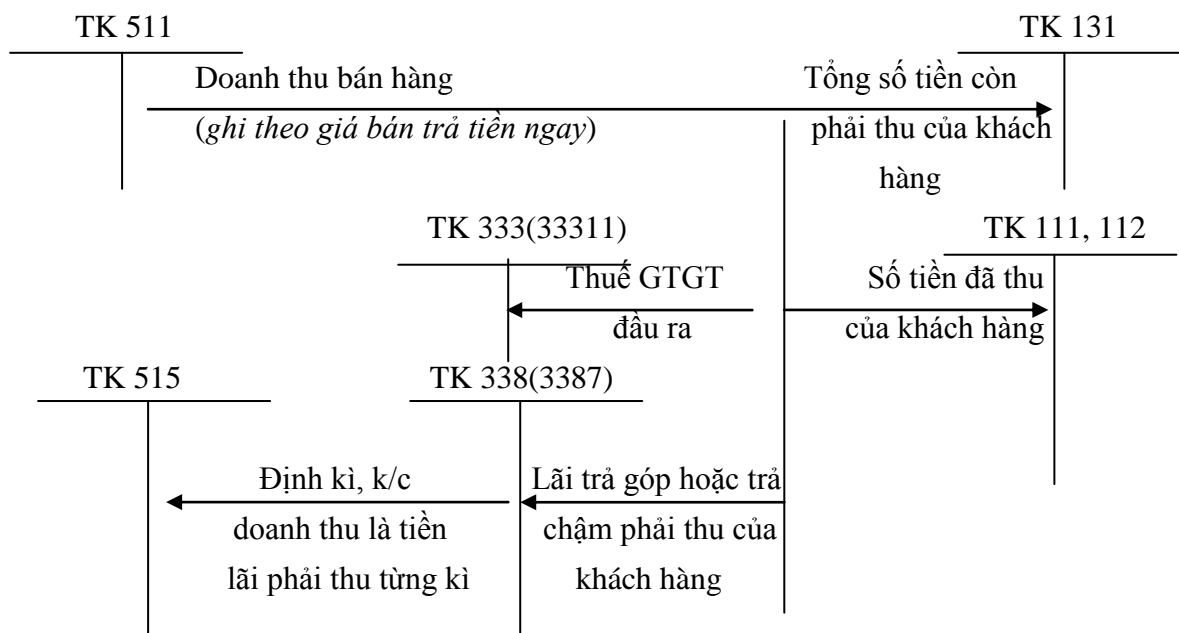 TK 511
TK 131
Doanh thu bán hàng
Tổng số tiền còn
(ghi theo giá bán trả tiền ngay)
phải thu của khách
hàng
TK 333(33311)
TK 111, 112
Thuế GTGT
đầu ra
Số tiền đã thu
của khách hàng
TK 515
TK 338(3387)
Định kì, k/c
doanh thu là tiền
lãi phải thu từng kì
Lãi trả góp hoặc trả
chậm phải thu của
khách hàng